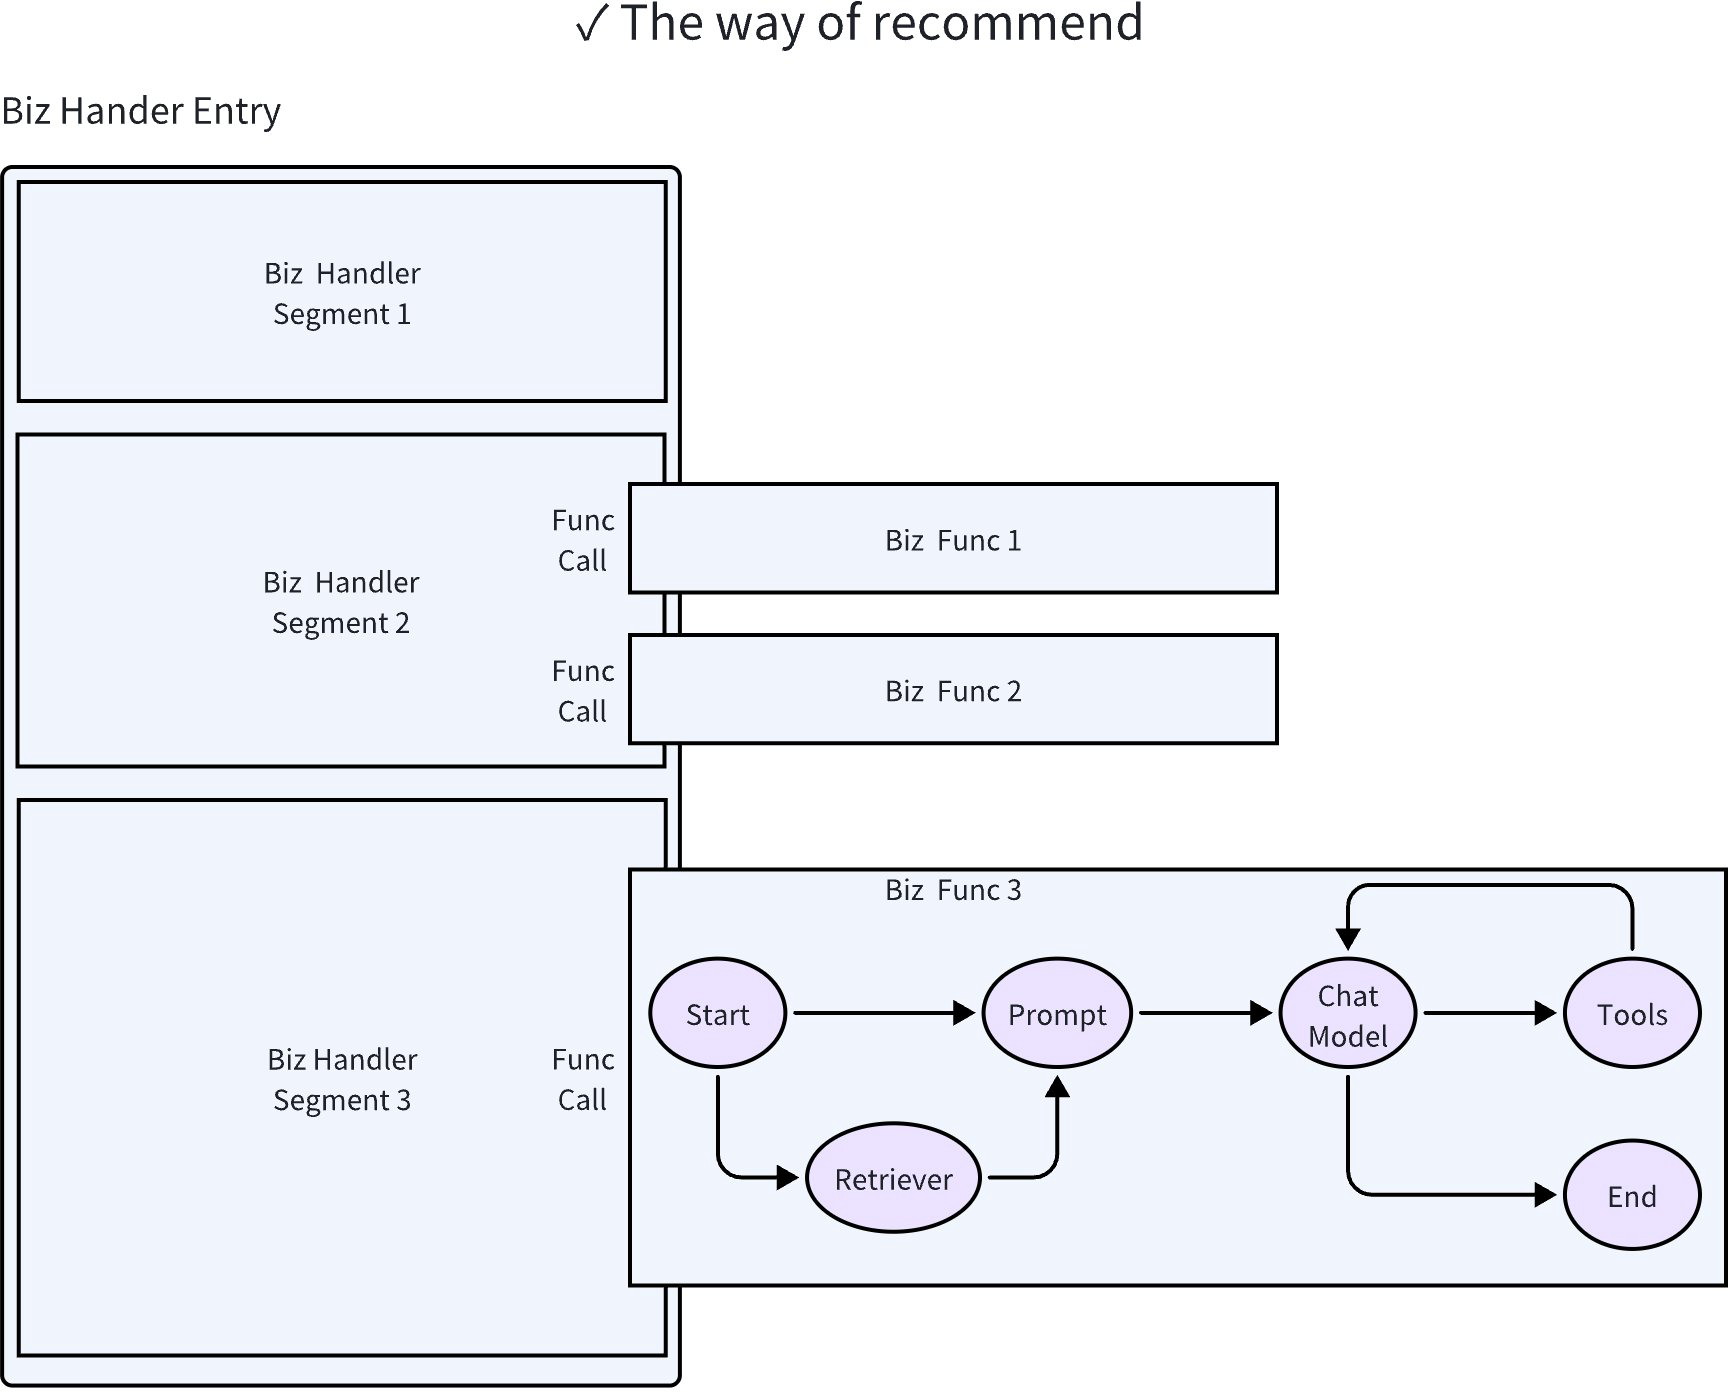 ✓ The way of recommend
Biz Hander Entry
Biz Handler
Segment 1
Biz Handler
Segment 2
Func
Call
Biz Func 1
Func
Call
Biz Func 2
Biz Handler
Segment 3
Func
Call
Biz Func 3
Start
Prompt
Chat
Model
Tools
Retriever
End